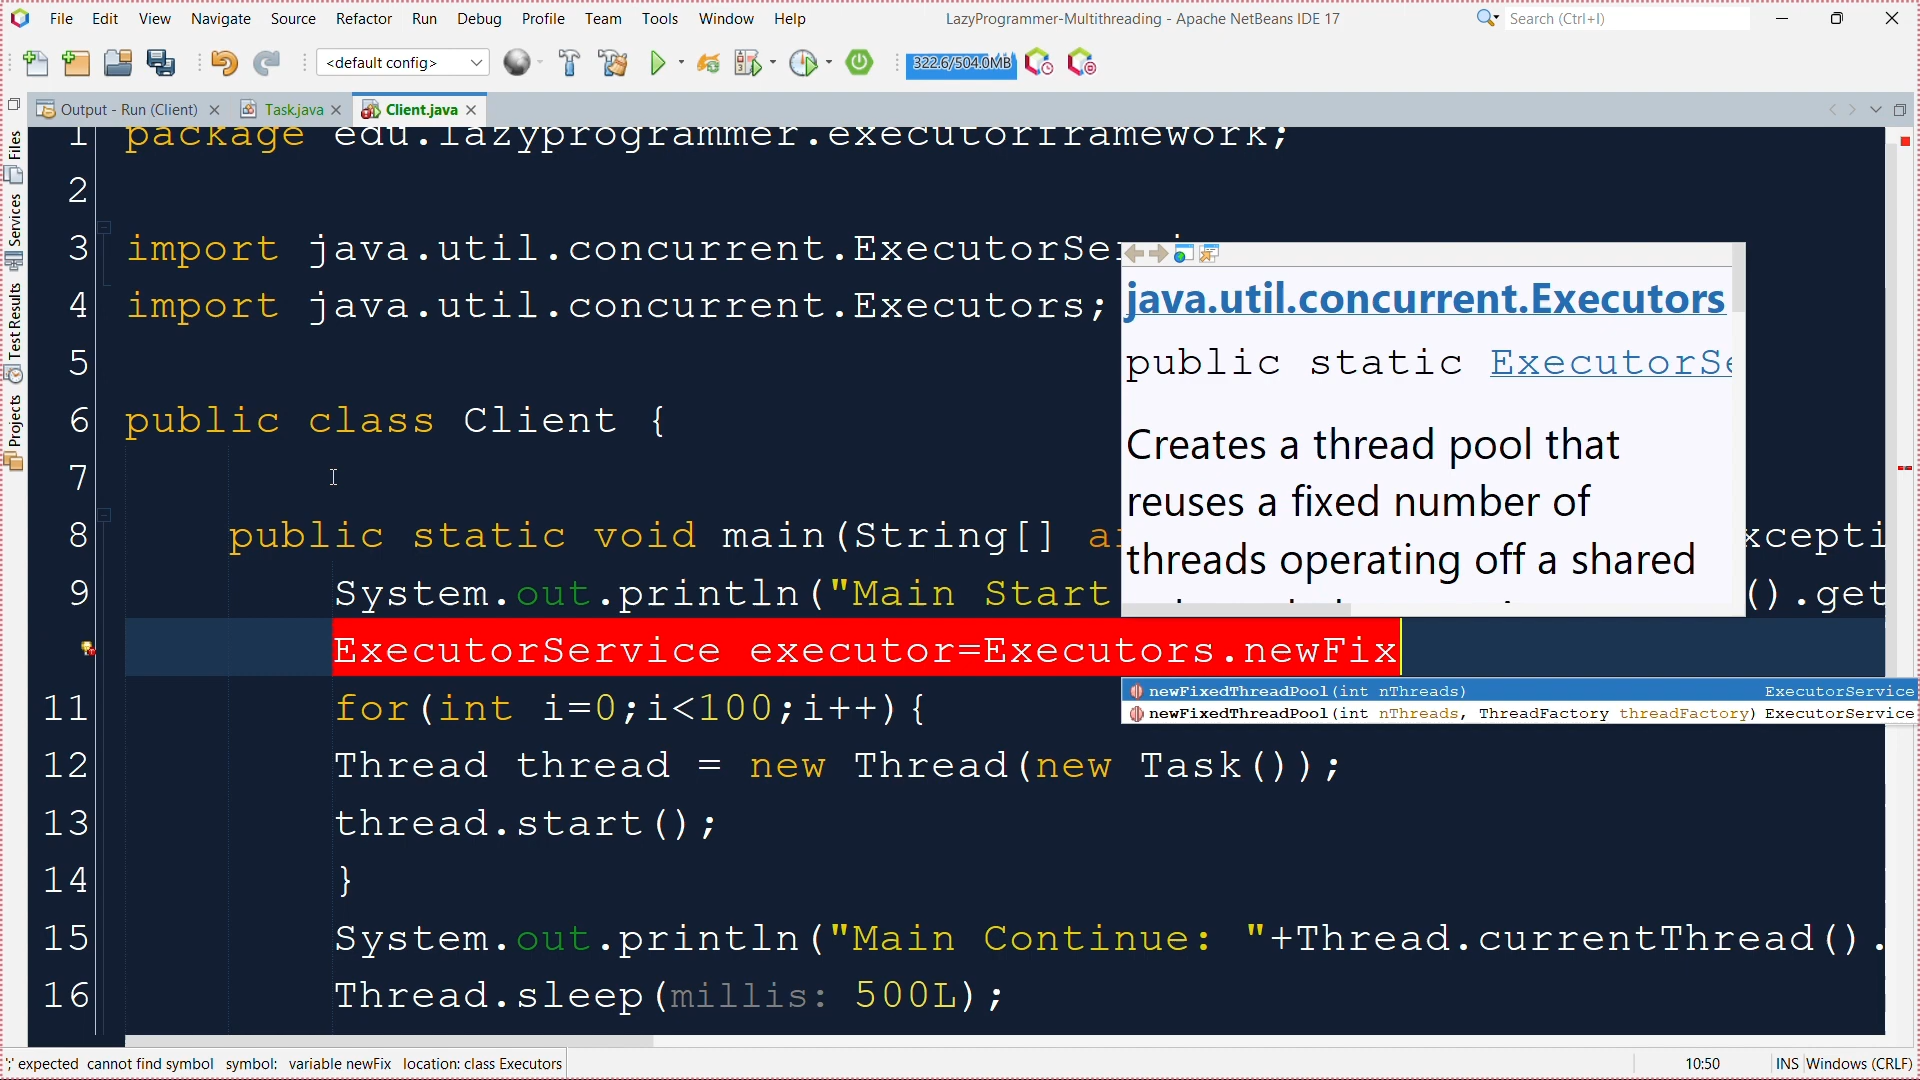 File Edit View Navigate Source Refactor Run Debug Profile Team Tools Window Help
LazyProgrammer-Multithreading - Apache NetBeans IDE 17
Search (Ctrl+I)
<default config>
322.6/504.0MB
Output - Run (Client)
Task.java
Client.java
Files
Services
Test Results
Projects
1 package edu.lazyprogrammer.executorframework;
2
3 import java.util.concurrent.ExecutorSer
4 import java.util.concurrent.Executors;
5
6 public class Client {
7
8 public static void main(String[] ar xcepti
9 System.out.println("Main Start ().get
ExecutorService executor=Executors.newFix
11 for(int i=0;i<100;i++){
12 Thread thread = new Thread(new Task());
13 thread.start();
14 }
15 System.out.println("Main Continue: "+Thread.currentThread().
16 Thread.sleep(millis: 500L);
java.util.concurrent.Executors
public static ExecutorSe
Creates a thread pool that
reuses a fixed number of
threads operating off a shared
newFixedThreadPool(int nThreads) ExecutorService
newFixedThreadPool(int nThreads, ThreadFactory threadFactory) ExecutorService
';' expected cannot find symbol symbol: variable newFix location: class Executors
10:50
INS
Windows (CRLF)